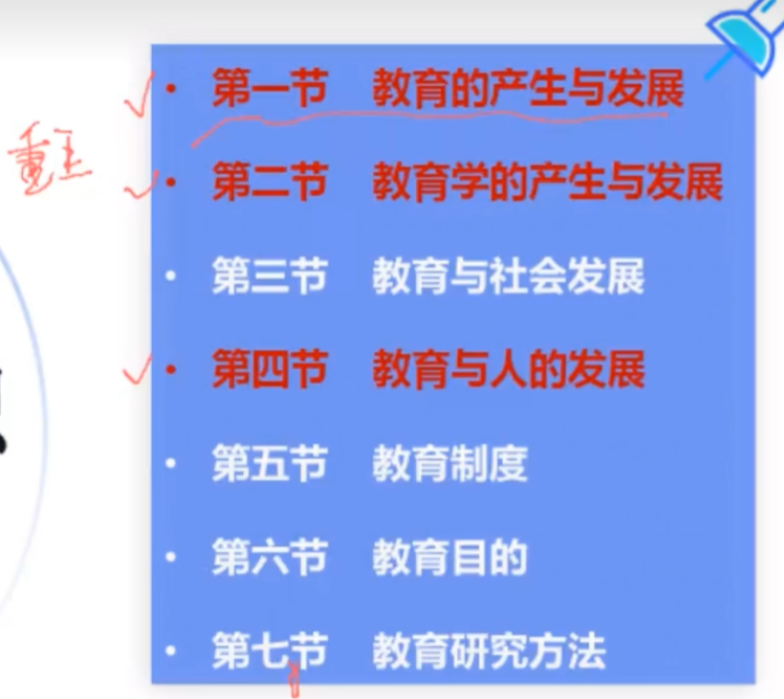 第一节 教育的产生与发展
第二节 教育学的产生与发展
第三节 教育与社会发展
第四节 教育与人的发展
第五节 教育制度
第六节 教育目的
第七节 教育研究方法